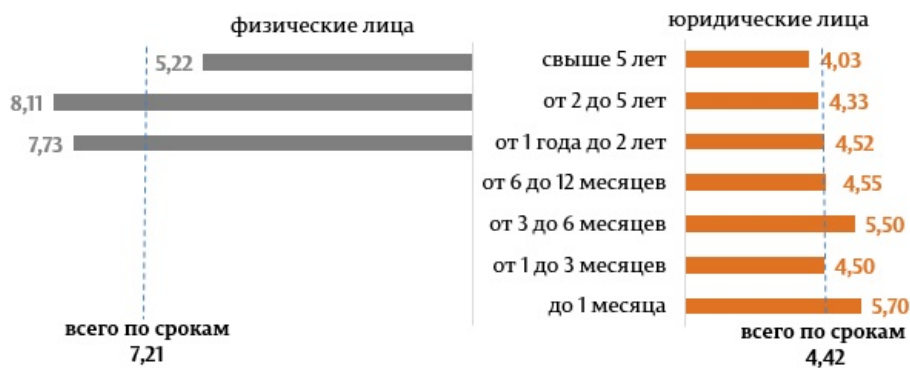 физические лица
юридические лица
5,22 свыше 5 лет 4,03
8,11 от 2 до 5 лет 4,33
7,73 от 1 года до 2 лет 4,52
от 6 до 12 месяцев 4,55
от 3 до 6 месяцев 5,50
от 1 до 3 месяцев 4,50
до 1 месяца 5,70
всего по срокам
7,21
всего по срокам
4,42